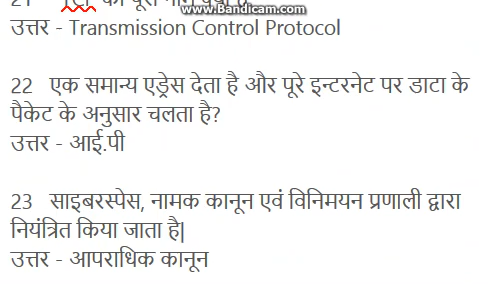 www.Bandicam.com
उत्तर - Transmission Control Protocol
22 एक समान्य एड्रेस देता है और पूरे इन्टरनेट पर डाटा के
पैकेट के अनुसार चलता है?
उत्तर - आई.पी
23 साइबरस्पेस, नामक कानून एवं विनिमयन प्रणाली द्वारा
नियंत्रित किया जाता है|
उत्तर - आपराधिक कानून